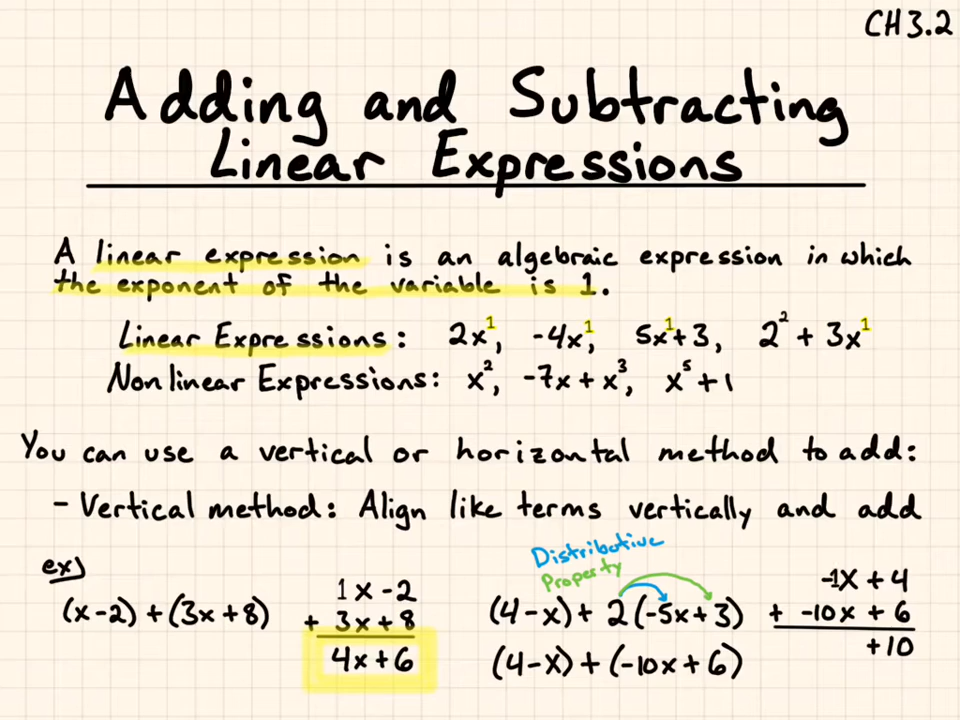 CH 3.2
Adding and Subtracting
Linear Expressions
A linear expression is an algebraic expression in which
the exponent of the variable is 1.
Linear Expressions: 2x¹, -4x¹, 5x¹+3, 2² + 3x¹
Nonlinear Expressions: x², -7x + x³, x⁵ + 1
You can use a vertical or horizontal method to add:
- Vertical method: Align like terms vertically and add
ex)
(x-2) + (3x+8)
1x - 2
+ 3x + 8
4x + 6
Distributive
Property
(4-x) + 2(-5x+3)
(4-x) + (-10x + 6)
-1x + 4
+ -10x + 6
+10